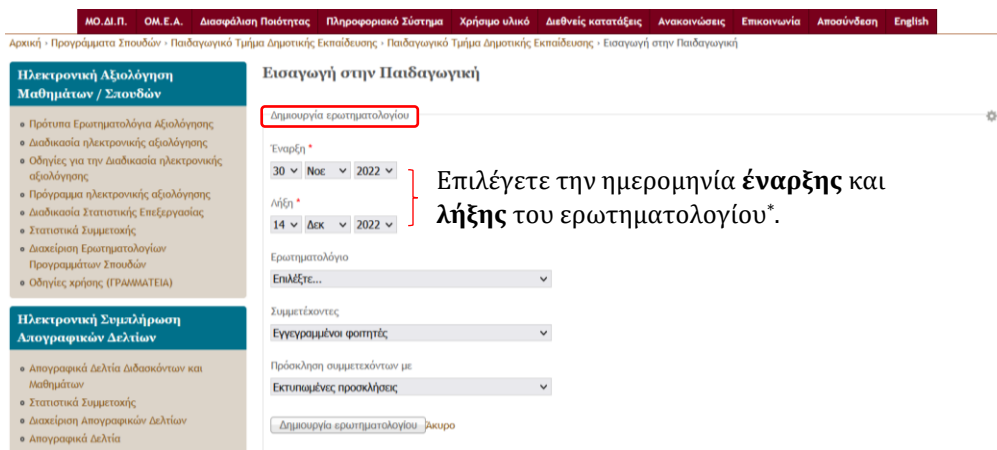 ΜΟ.ΔΙ.Π. ΟΜ.Ε.Α. Διασφάλιση Ποιότητας Πληροφοριακό Σύστημα Χρήσιμο υλικό Διεθνείς κατατάξεις Ανακοινώσεις Επικοινωνία Αποσύνδεση English
Αρχική › Προγράμματα Σπουδών › Παιδαγωγικό Τμήμα Δημοτικής Εκπαίδευσης › Παιδαγωγικό Τμήμα Δημοτικής Εκπαίδευσης › Εισαγωγή στην Παιδαγωγική
Ηλεκτρονική Αξιολόγηση
Μαθημάτων / Σπουδών
Πρότυπα Ερωτηματολόγια Αξιολόγησης
Διαδικασία ηλεκτρονικής αξιολόγησης
Οδηγίες για την Διαδικασία ηλεκτρονικής
αξιολόγησης
Πρόγραμμα ηλεκτρονικής αξιολόγησης
Διαδικασία Στατιστικής Επεξεργασίας
Στατιστικά Συμμετοχής
Διαχείριση Ερωτηματολογίων
Προγραμμάτων Σπουδών
Οδηγίες χρήσης (ΓΡΑΜΜΑΤΕΙΑ)
Ηλεκτρονική Συμπλήρωση
Απογραφικών Δελτίων
Απογραφικά Δελτία Διδασκόντων και
Μαθημάτων
Στατιστικά Συμμετοχής
Διαχείριση Απογραφικών Δελτίων
Απογραφικά Δελτία
Εισαγωγή στην Παιδαγωγική
Δημιουργία ερωτηματολογίου
Έναρξη *
30 Νοε 2022
Λήξη *
14 Δεκ 2022
Επιλέγετε την ημερομηνία έναρξης και
λήξης του ερωτηματολογίου*.
Ερωτηματολόγιο
Επιλέξτε...
Συμμετέχοντες
Εγγεγραμμένοι φοιτητές
Πρόσκληση συμμετεχόντων με
Εκτυπωμένες προσκλήσεις
Δημιουργία ερωτηματολογίου Άκυρο